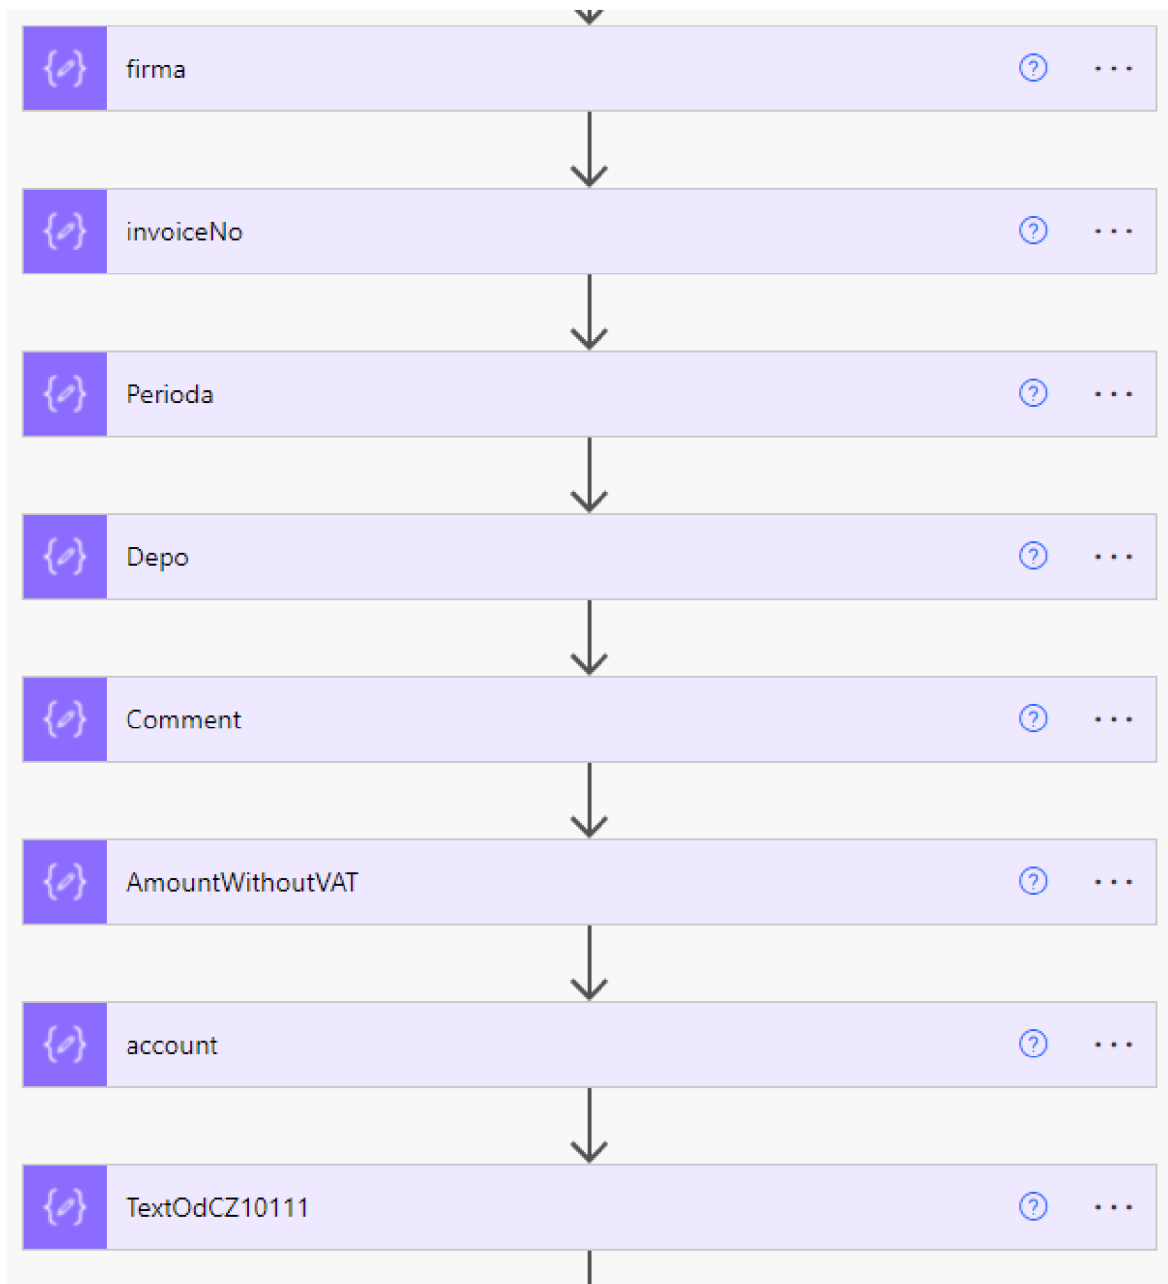 firma
invoiceNo
Perioda
Depo
Comment
AmountWithoutVAT
account
TextOdCZ10111